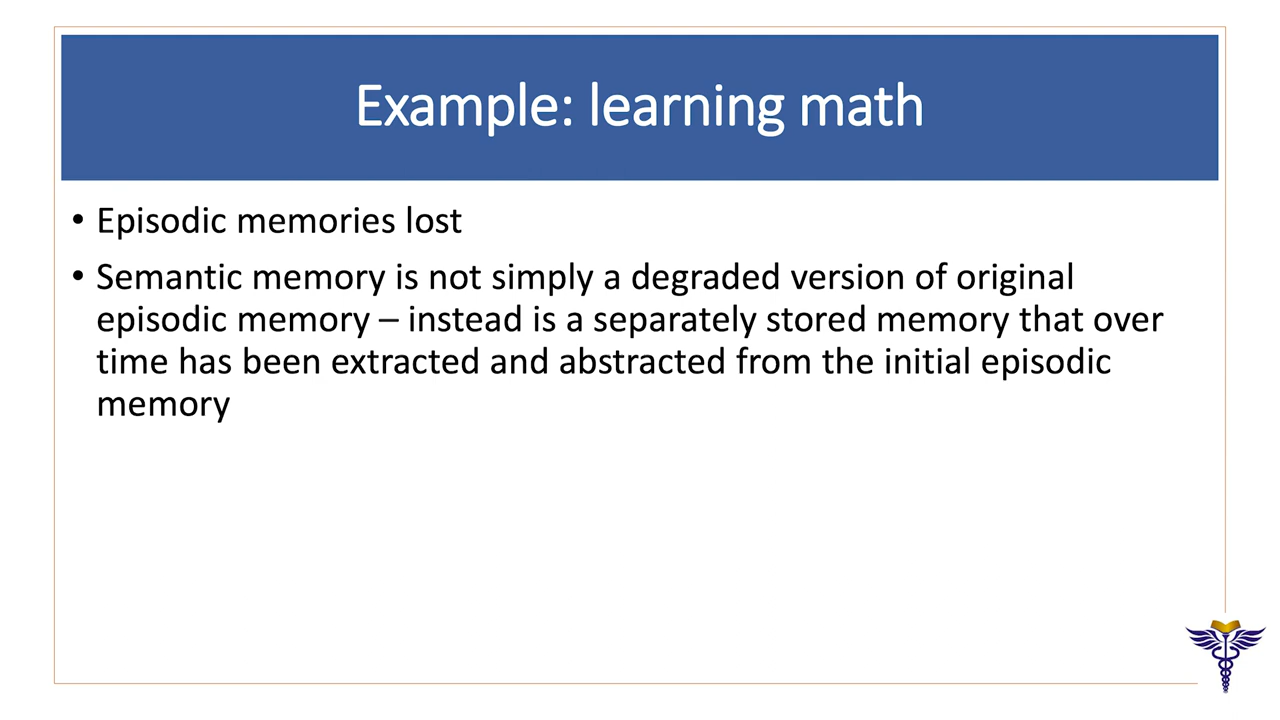 Example: learning math
• Episodic memories lost
• Semantic memory is not simply a degraded version of original
episodic memory – instead is a separately stored memory that over
time has been extracted and abstracted from the initial episodic
memory